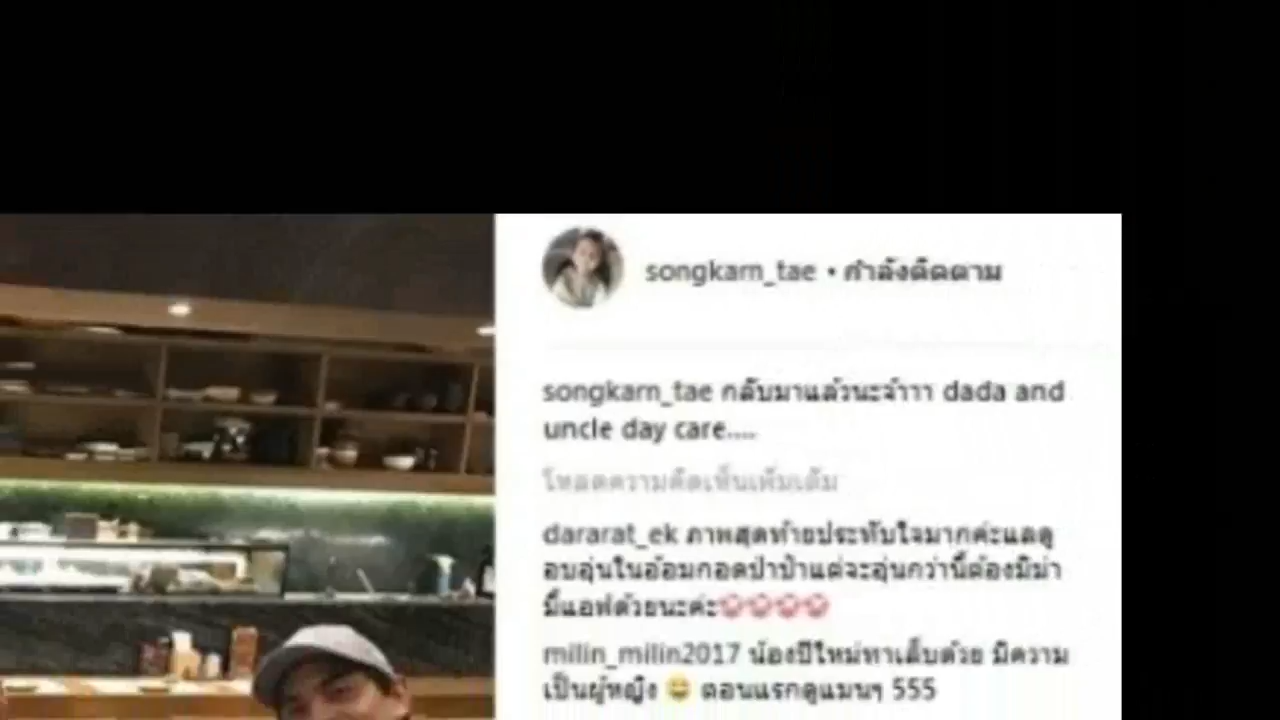 songkarn_tae • กำลังติดตาม
songkarn_tae กลับมาแล้วนะจ๊าาา dada and
uncle day care....
โหลดความคิดเห็นเพิ่มเติม
dararat_ek ภาพสุดท้ายประทับใจมากค่ะแลดู
อบอุ่นในอ้อมกอดป่าป๊าแต่จะอุ่นกว่านี้ต้องมีม่า
มี๊แอฟด้วยนะค่ะ
milin_milin2017 น้องปีใหม่ทาเล็บด้วย มีความ
เป็นผู้หญิง 😄 ตอนแรกดูแมนๆ 555